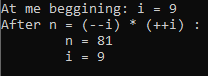 At me beggining: i = 9
After n = (--i) * (++i) :
n = 81
i = 9